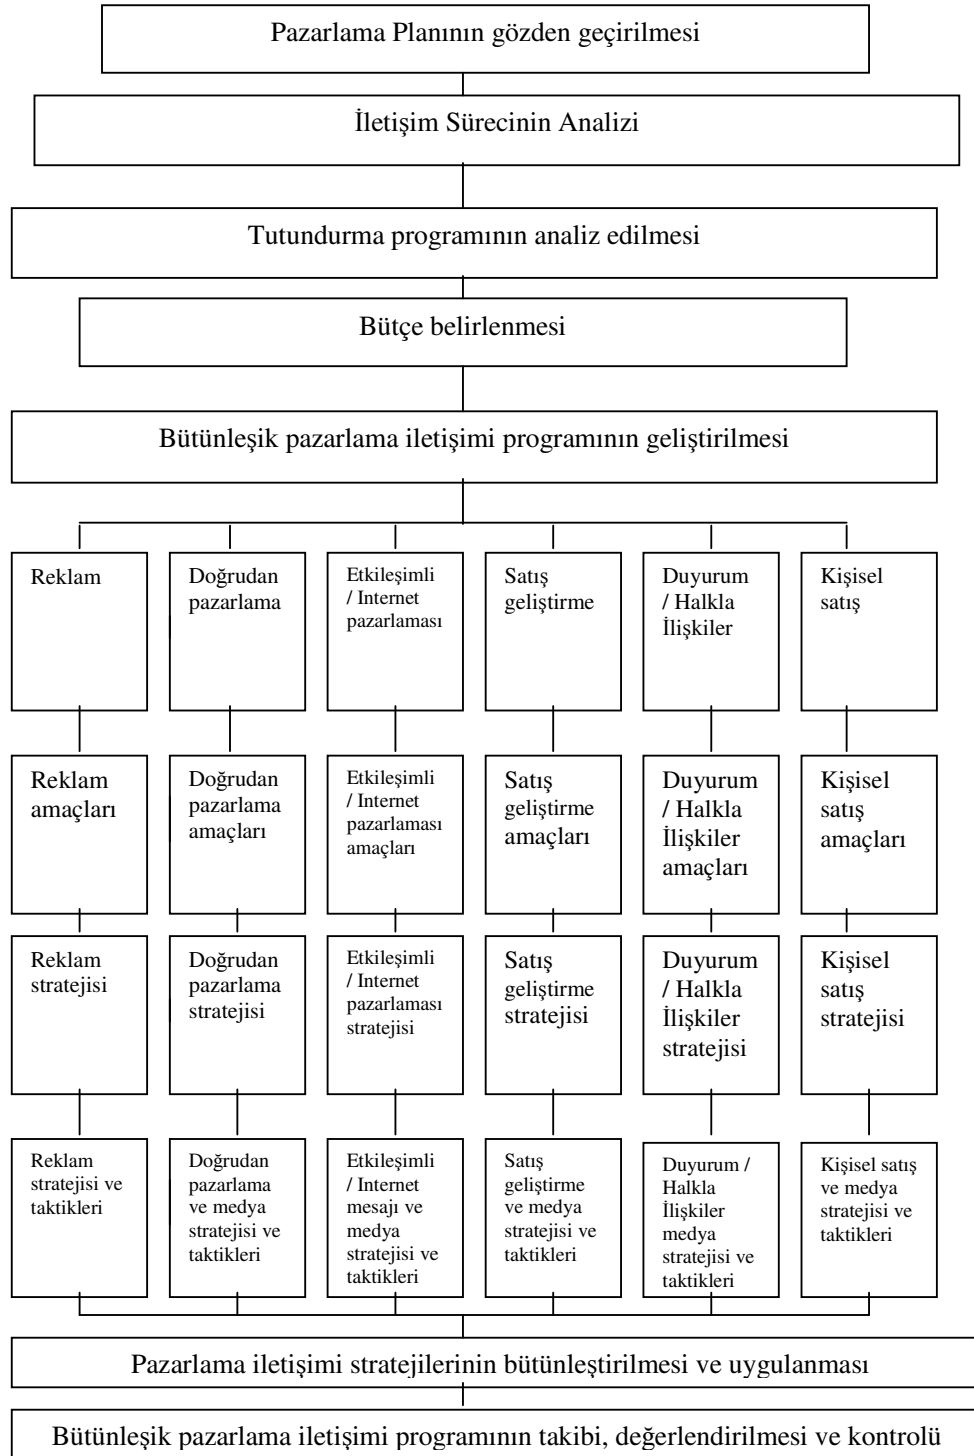 Pazarlama Planının gözden geçirilmesi
İletişim Sürecinin Analizi
Tutundurma programının analiz edilmesi
Bütçe belirlenmesi
Bütünleşik pazarlama iletişimi programının geliştirilmesi
Reklam
Doğrudan
pazarlama
Etkileşimli
/ Internet
pazarlaması
Satış
geliştirme
Duyurum
/ Halkla
İlişkiler
Kişisel
satış
Reklam
amaçları
Doğrudan
pazarlama
amaçları
Etkileşimli
/ Internet
pazarlaması
amaçları
Satış
geliştirme
amaçları
Duyurum
/ Halkla
İlişkiler
amaçları
Kişisel
satış
amaçları
Reklam
stratejisi
Doğrudan
pazarlama
stratejisi
Etkileşimli
/ Internet
pazarlaması
stratejisi
Satış
geliştirme
stratejisi
Duyurum
/ Halkla
İlişkiler
stratejisi
Kişisel
satış
stratejisi
Reklam
stratejisi ve
taktikleri
Doğrudan
pazarlama
ve medya
stratejisi ve
taktikleri
Etkileşimli
/ Internet
mesajı ve
medya
stratejisi ve
taktikleri
Satış
geliştirme
ve medya
stratejisi ve
taktikleri
Duyurum /
Halkla
İlişkiler
medya
stratejisi ve
taktikleri
Kişisel satış
ve medya
stratejisi ve
taktikleri
Pazarlama iletişimi stratejilerinin bütünleştirilmesi ve uygulanması
Bütünleşik pazarlama iletişimi programının takibi, değerlendirilmesi ve kontrolü